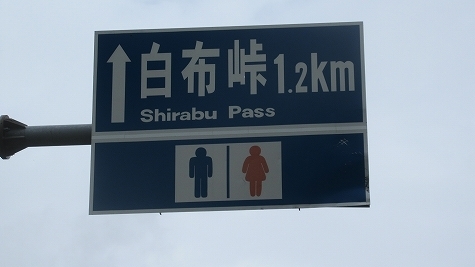 白布峠 1.2km
Shirabu Pass